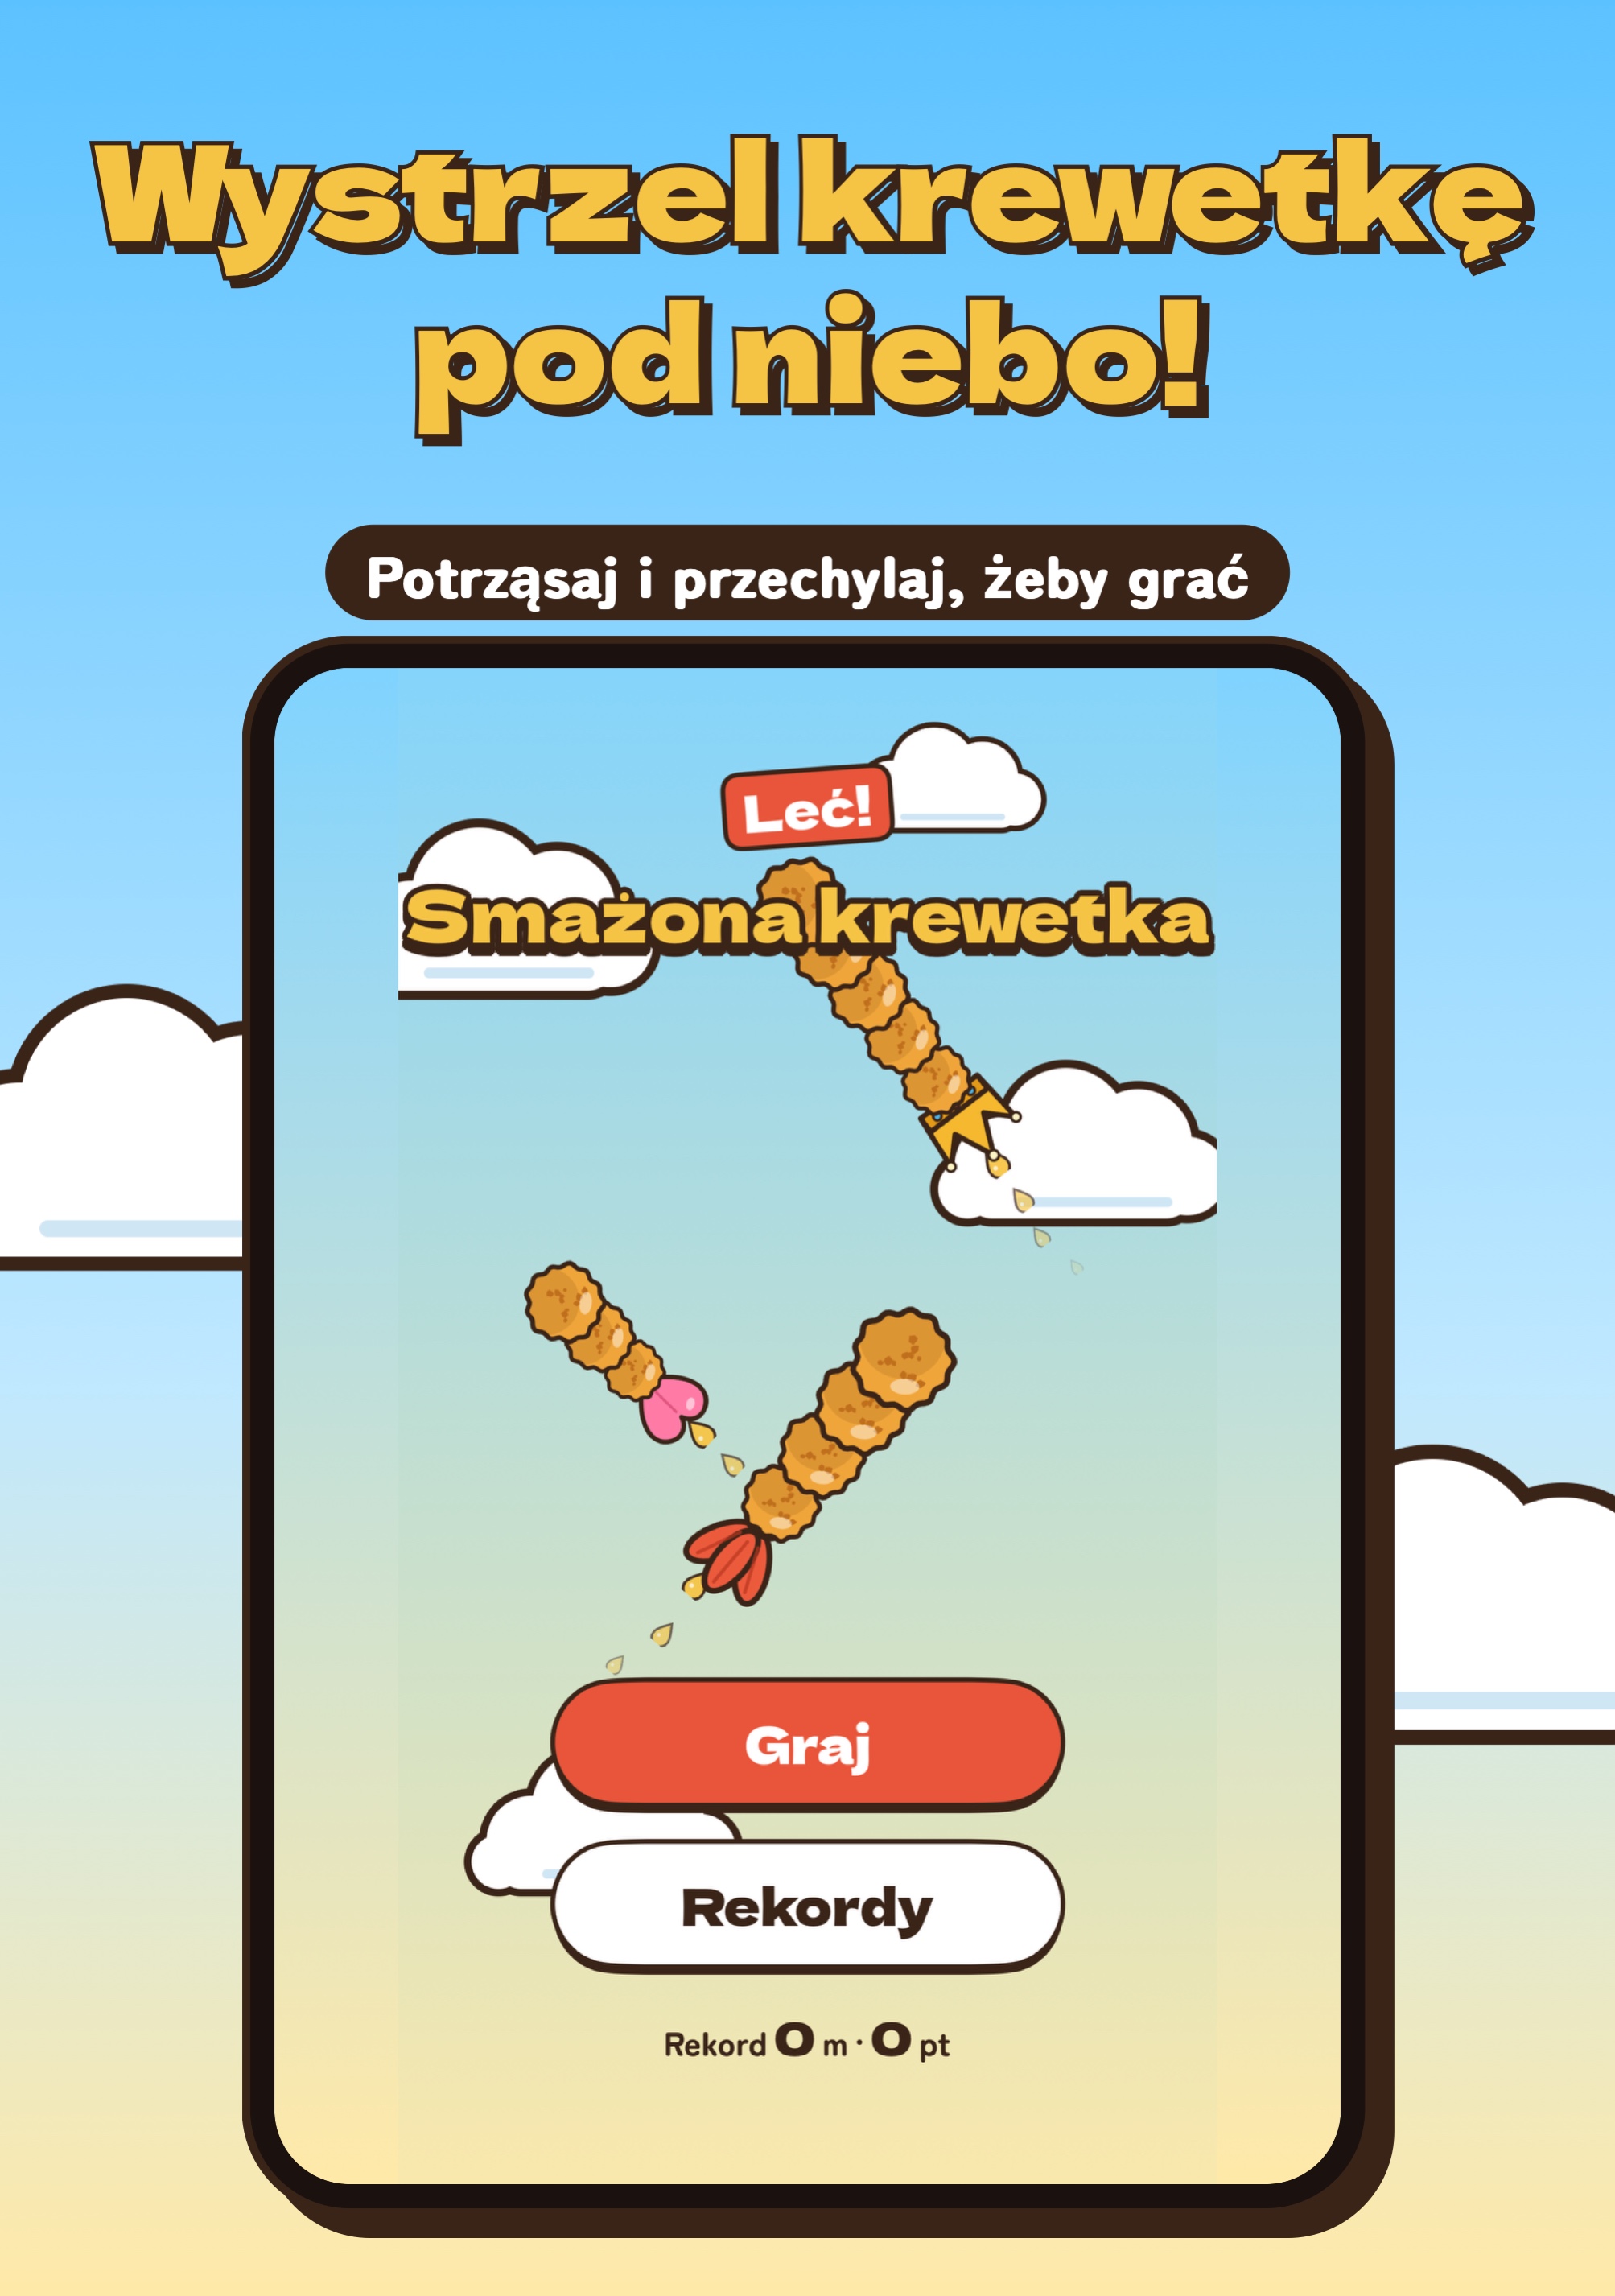 Wystrzel krewetkę
pod niebo!
Potrząsaj i przechylaj, żeby grać
Leć!
Smażona krewetka
Graj
Rekordy
Rekord 0 m · 0 pt